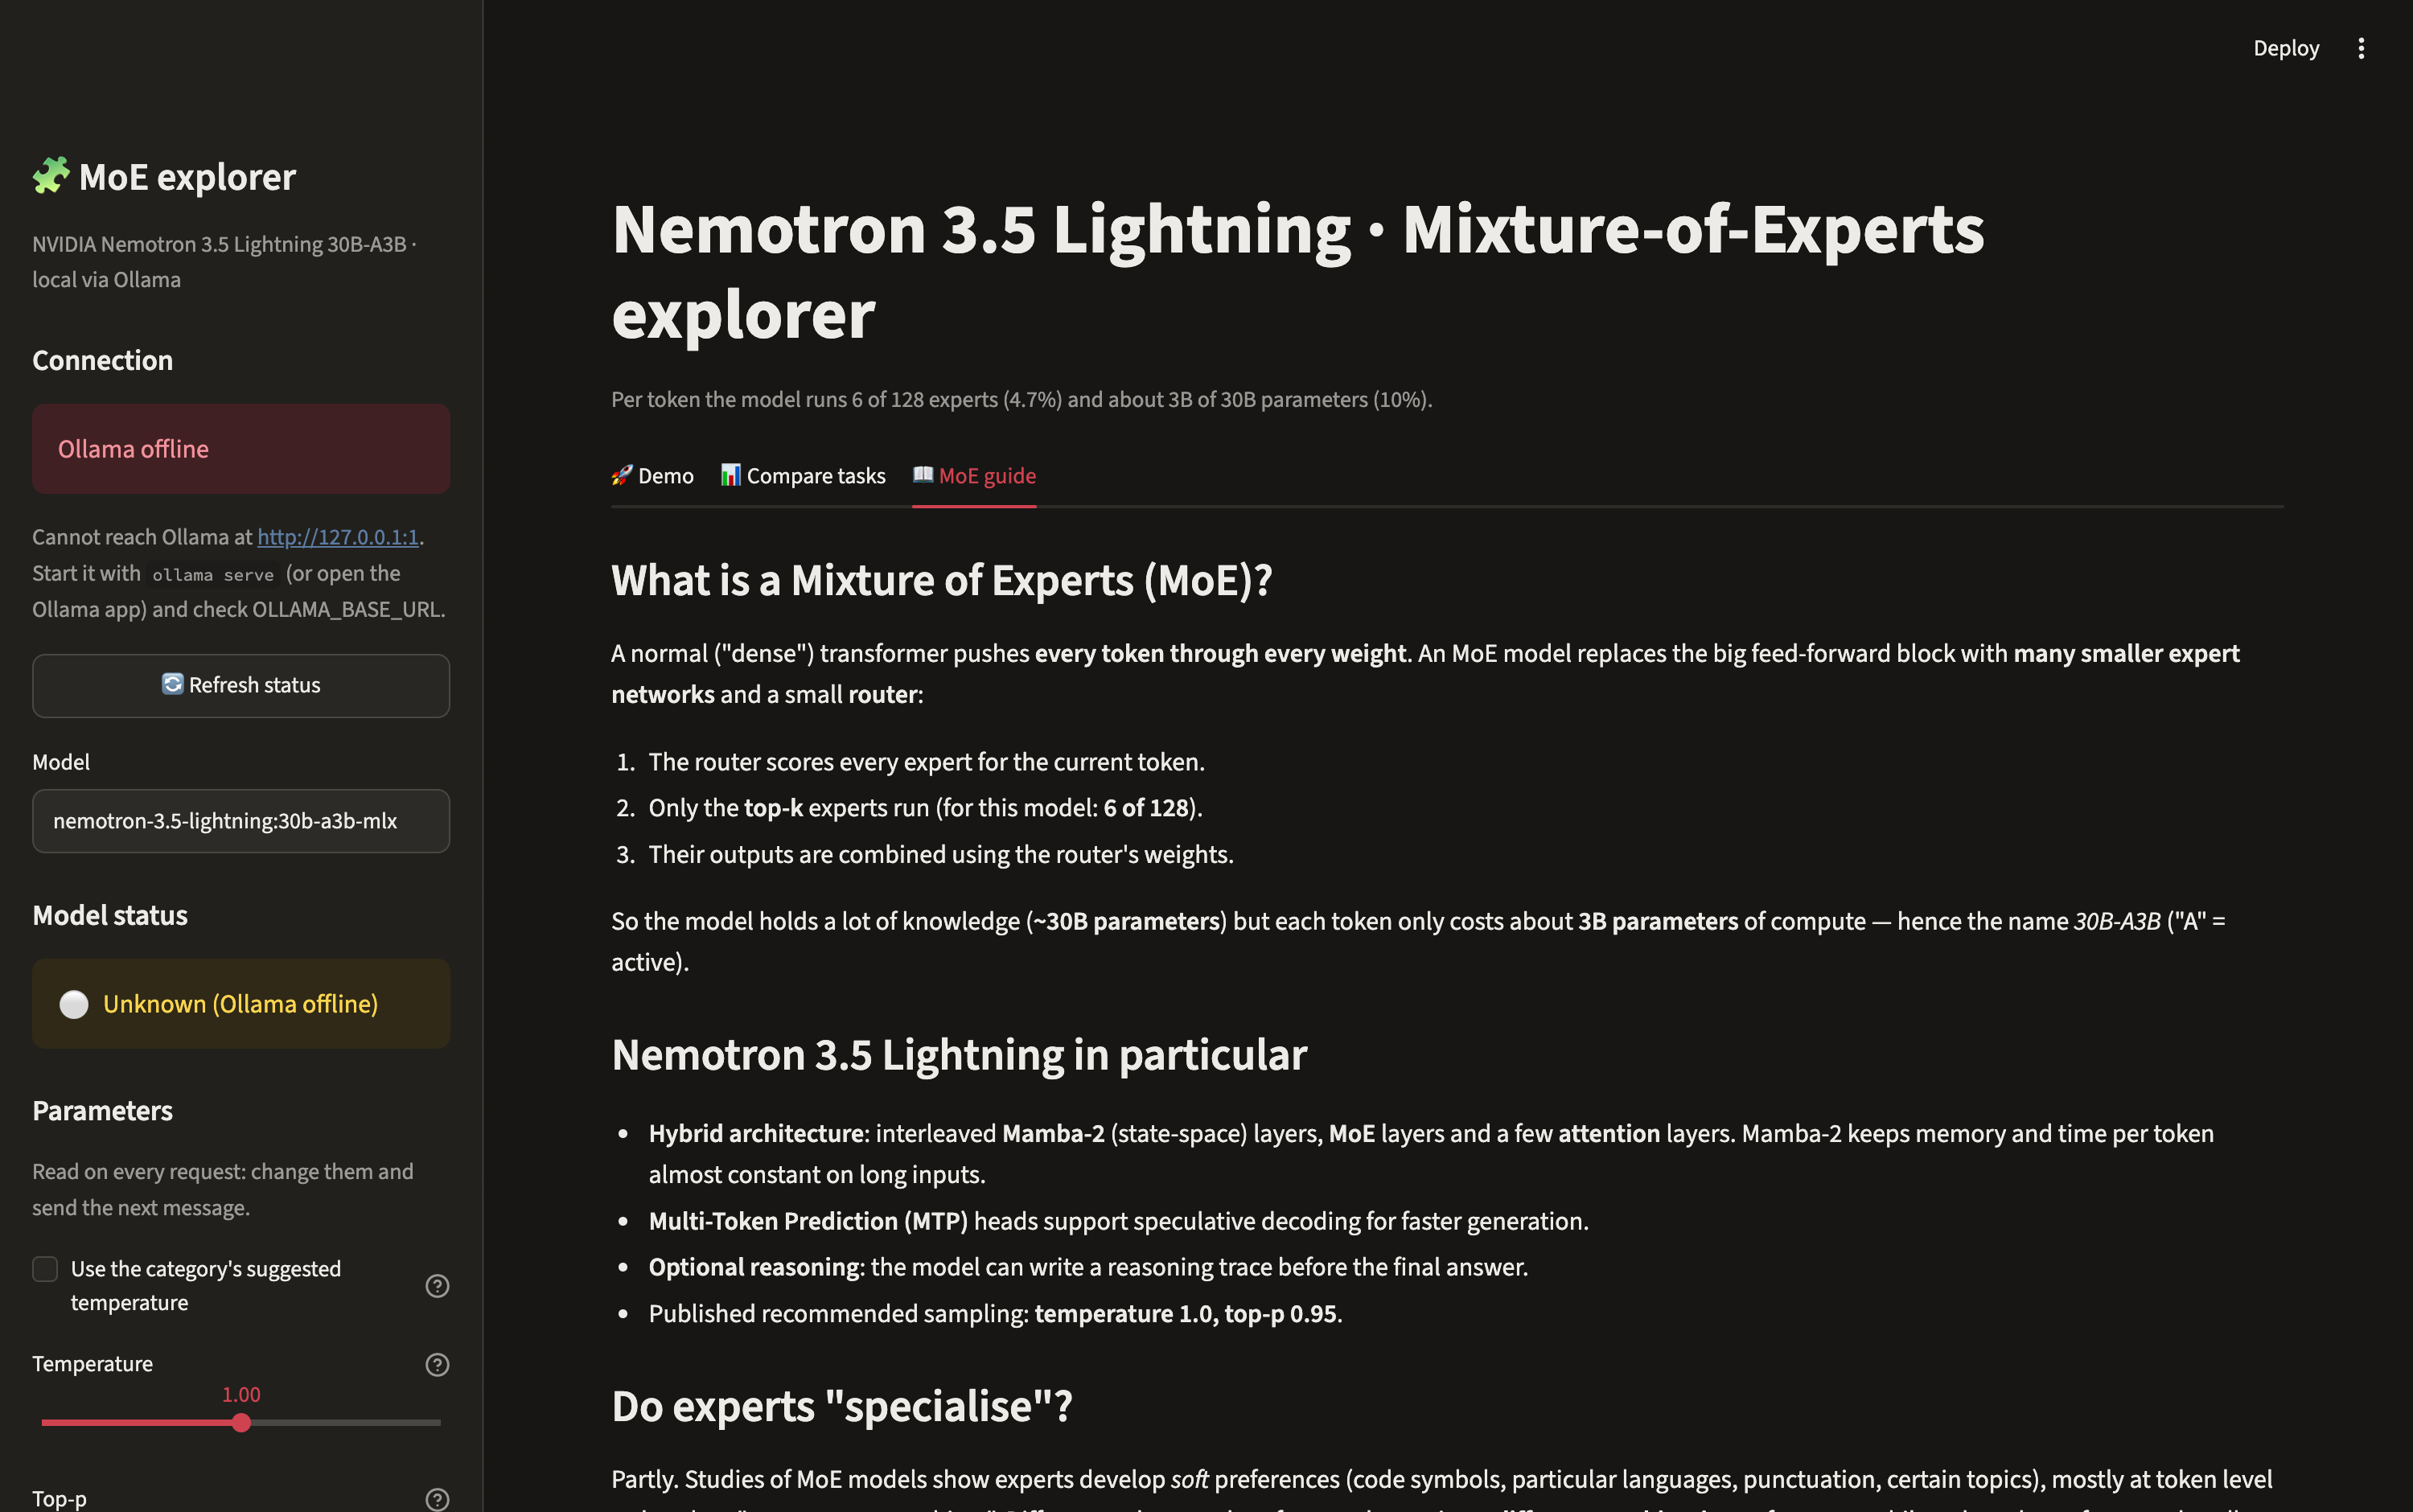 Deploy
MoE explorer
NVIDIA Nemotron 3.5 Lightning 30B-A3B ·
local via Ollama
Connection
Ollama offline
Cannot reach Ollama at http://127.0.0.1:1.
Start it with ollama serve (or open the
Ollama app) and check OLLAMA_BASE_URL.
Refresh status
Model
nemotron-3.5-lightning:30b-a3b-mlx
Model status
Unknown (Ollama offline)
Parameters
Read on every request: change them and
send the next message.
Use the category's suggested
temperature
Temperature
1.00
Top-p
Nemotron 3.5 Lightning · Mixture-of-Experts
explorer
Per token the model runs 6 of 128 experts (4.7%) and about 3B of 30B parameters (10%).
Demo
Compare tasks
MoE guide
What is a Mixture of Experts (MoE)?
A normal ("dense") transformer pushes every token through every weight. An MoE model replaces the big feed-forward block with many smaller expert
networks and a small router:
1. The router scores every expert for the current token.
2. Only the top-k experts run (for this model: 6 of 128).
3. Their outputs are combined using the router's weights.
So the model holds a lot of knowledge (~30B parameters) but each token only costs about 3B parameters of compute — hence the name 30B-A3B ("A" =
active).
Nemotron 3.5 Lightning in particular
• Hybrid architecture: interleaved Mamba-2 (state-space) layers, MoE layers and a few attention layers. Mamba-2 keeps memory and time per token
almost constant on long inputs.
• Multi-Token Prediction (MTP) heads support speculative decoding for faster generation.
• Optional reasoning: the model can write a reasoning trace before the final answer.
• Published recommended sampling: temperature 1.0, top-p 0.95.
Do experts "specialise"?
Partly. Studies of MoE models show experts develop soft preferences (code symbols, particular languages, punctuation, certain topics), mostly at token level